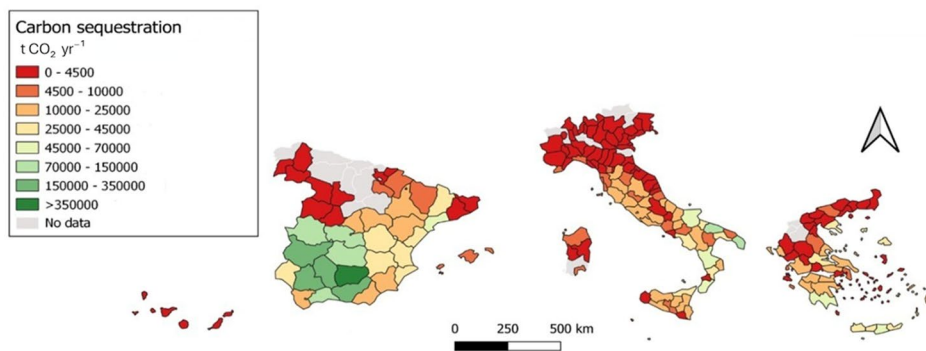 Carbon sequestration
t CO₂ yr⁻¹
0 - 4500
4500 - 10000
10000 - 25000
25000 - 45000
45000 - 70000
70000 - 150000
150000 - 350000
>350000
No data
0 250 500 km